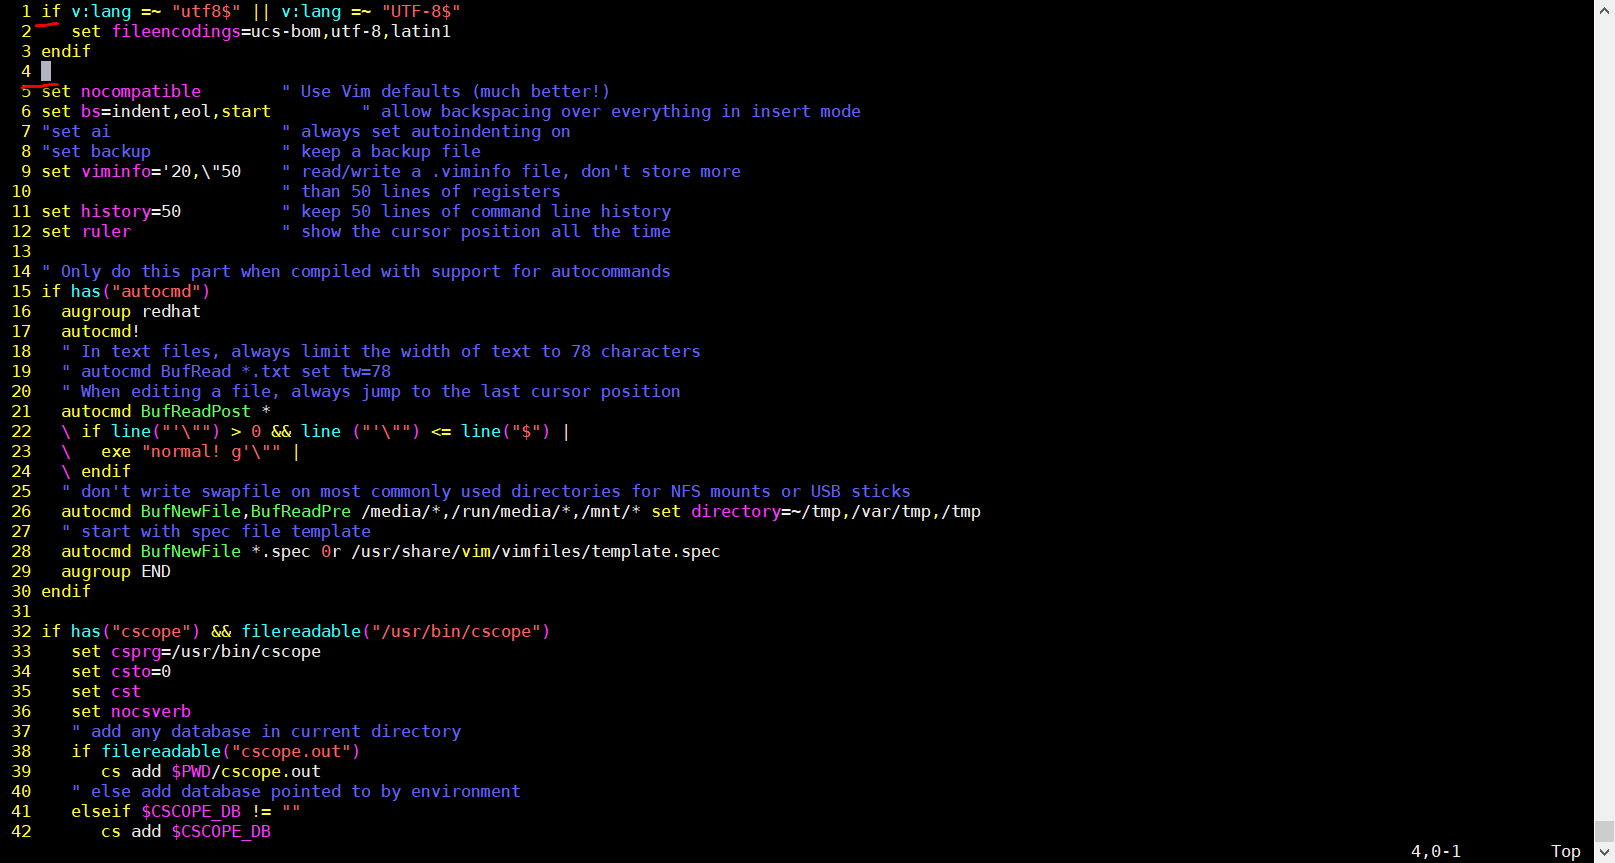 1 if v:lang =~ "utf8$" || v:lang =~ "UTF-8$"
2    set fileencodings=ucs-bom,utf-8,latin1
3 endif
4
5 set nocompatible        " Use Vim defaults (much better!)
6 set bs=indent,eol,start         " allow backspacing over everything in insert mode
7 "set ai                 " always set autoindenting on
8 "set backup             " keep a backup file
9 set viminfo='20,\"50    " read/write a .viminfo file, don't store more
10                         " than 50 lines of registers
11 set history=50          " keep 50 lines of command line history
12 set ruler               " show the cursor position all the time
13
14 " Only do this part when compiled with support for autocommands
15 if has("autocmd")
16   augroup redhat
17   autocmd!
18   " In text files, always limit the width of text to 78 characters
19   " autocmd BufRead *.txt set tw=78
20   " When editing a file, always jump to the last cursor position
21   autocmd BufReadPost *
22   \ if line("'\"") > 0 && line ("'\"") <= line("$") |
23   \   exe "normal! g'\"" |
24   \ endif
25   " don't write swapfile on most commonly used directories for NFS mounts or USB sticks
26   autocmd BufNewFile,BufReadPre /media/*,/run/media/*,/mnt/* set directory=~/tmp,/var/tmp,/tmp
27   " start with spec file template
28   autocmd BufNewFile *.spec 0r /usr/share/vim/vimfiles/template.spec
29   augroup END
30 endif
31
32 if has("cscope") && filereadable("/usr/bin/cscope")
33    set csprg=/usr/bin/cscope
34    set csto=0
35    set cst
36    set nocsverb
37    " add any database in current directory
38    if filereadable("cscope.out")
39       cs add $PWD/cscope.out
40    " else add database pointed to by environment
41    elseif $CSCOPE_DB != ""
42       cs add $CSCOPE_DB
4,0-1         Top